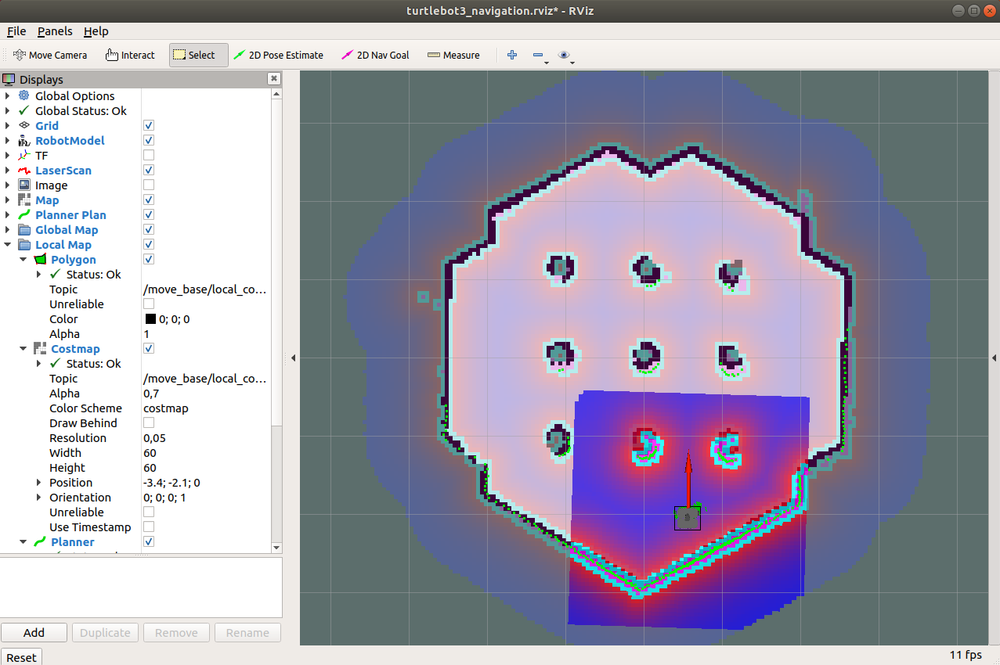 turtlebot3_navigation.rviz* - RViz
File Panels Help
Move Camera Interact Select 2D Pose Estimate 2D Nav Goal Measure
Displays
Global Options
Global Status: Ok
Grid
RobotModel
TF
LaserScan
Image
Map
Planner Plan
Global Map
Local Map
Polygon
Status: Ok
Topic /move_base/local_co...
Unreliable
Color 0; 0; 0
Alpha 1
Costmap
Status: Ok
Topic /move_base/local_co...
Alpha 0,7
Color Scheme costmap
Draw Behind
Resolution 0,05
Width 60
Height 60
Position -3.4; -2.1; 0
Orientation 0; 0; 0; 1
Unreliable
Use Timestamp
Planner
Add Duplicate Remove Rename
Reset
11 fps